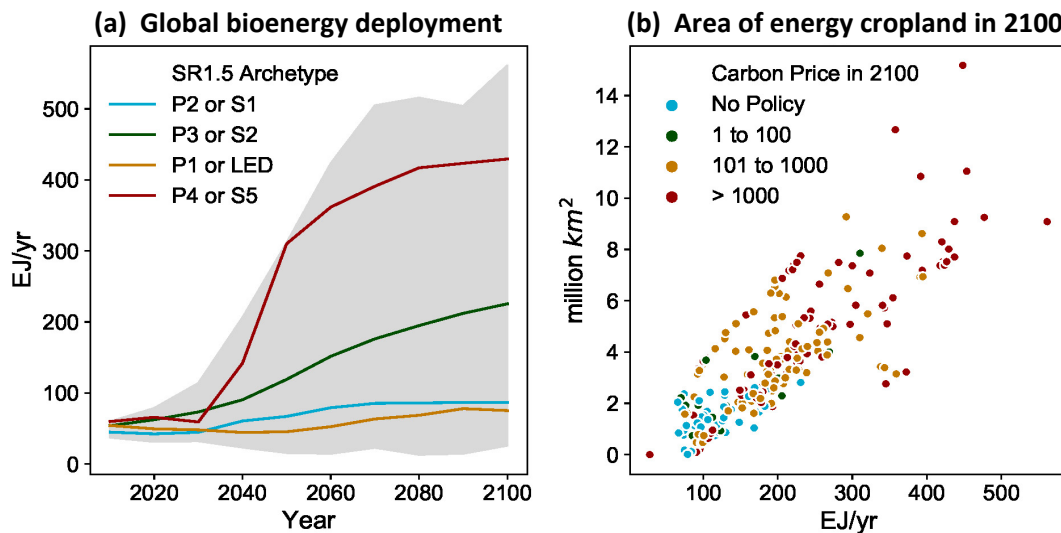 (a) Global bioenergy deployment
SR1.5 Archetype
P2 or S1
P3 or S2
P1 or LED
P4 or S5
500
400
300
200
100
0
EJ/yr
2020 2040 2060 2080 2100
Year
(b) Area of energy cropland in 2100
Carbon Price in 2100
No Policy
1 to 100
101 to 1000
> 1000
14
12
10
8
6
4
2
0
million km²
100 200 300 400 500
EJ/yr